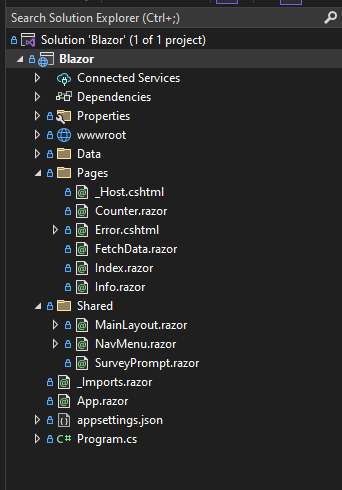 Search Solution Explorer (Ctrl+;)
Solution 'Blazor' (1 of 1 project)
Blazor
Connected Services
Dependencies
Properties
wwwroot
Data
Pages
_Host.cshtml
Counter.razor
Error.cshtml
FetchData.razor
Index.razor
Info.razor
Shared
MainLayout.razor
NavMenu.razor
SurveyPrompt.razor
_Imports.razor
App.razor
appsettings.json
C# Program.cs